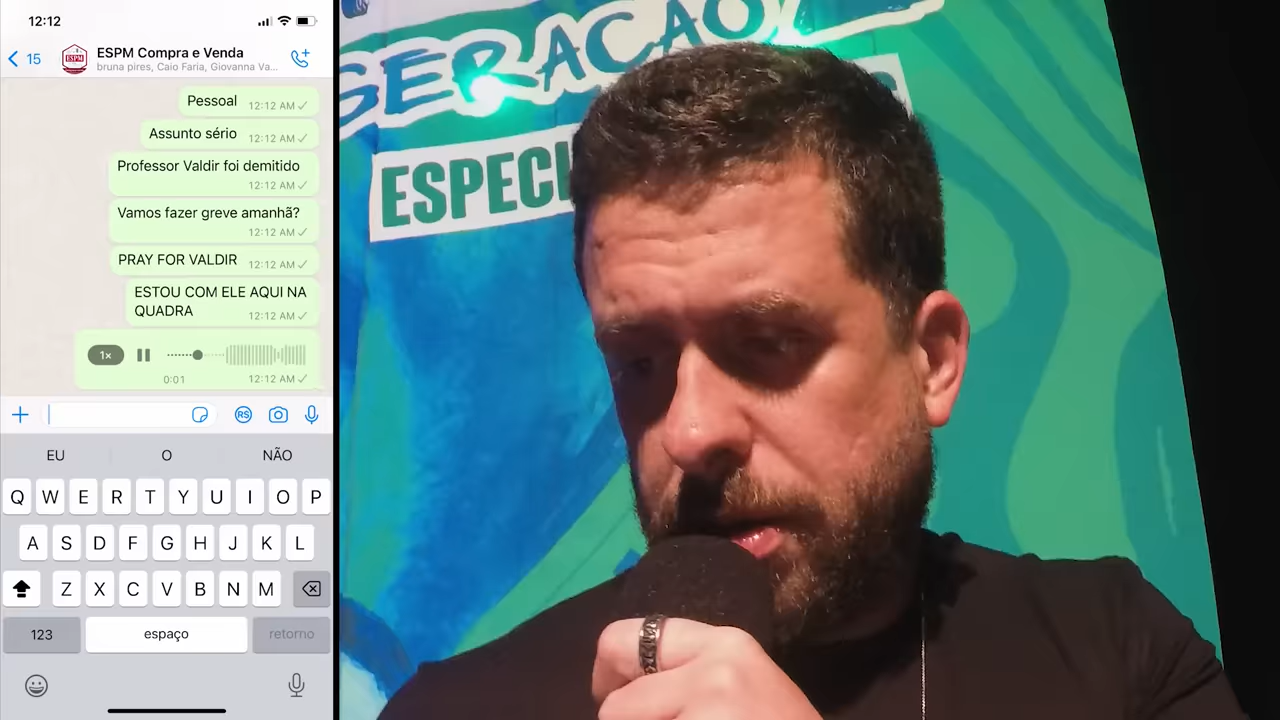 12:12
15
ESPM Compra e Venda
bruna pires, Caio Faria, Giovanna Va...
ESPM
Pessoal 12:12 AM
Assunto sério 12:12 AM
Professor Valdir foi demitido
12:12 AM
Vamos fazer greve amanhã?
12:12 AM
PRAY FOR VALDIR 12:12 AM
ESTOU COM ELE AQUI NA
QUADRA 12:12 AM
1×
0:01 12:12 AM
R$
EU O NÃO
Q W E R T Y U I O P
A S D F G H J K L
Z X C V B N M
123 espaço retorno
GERAÇÃO
ESPECI